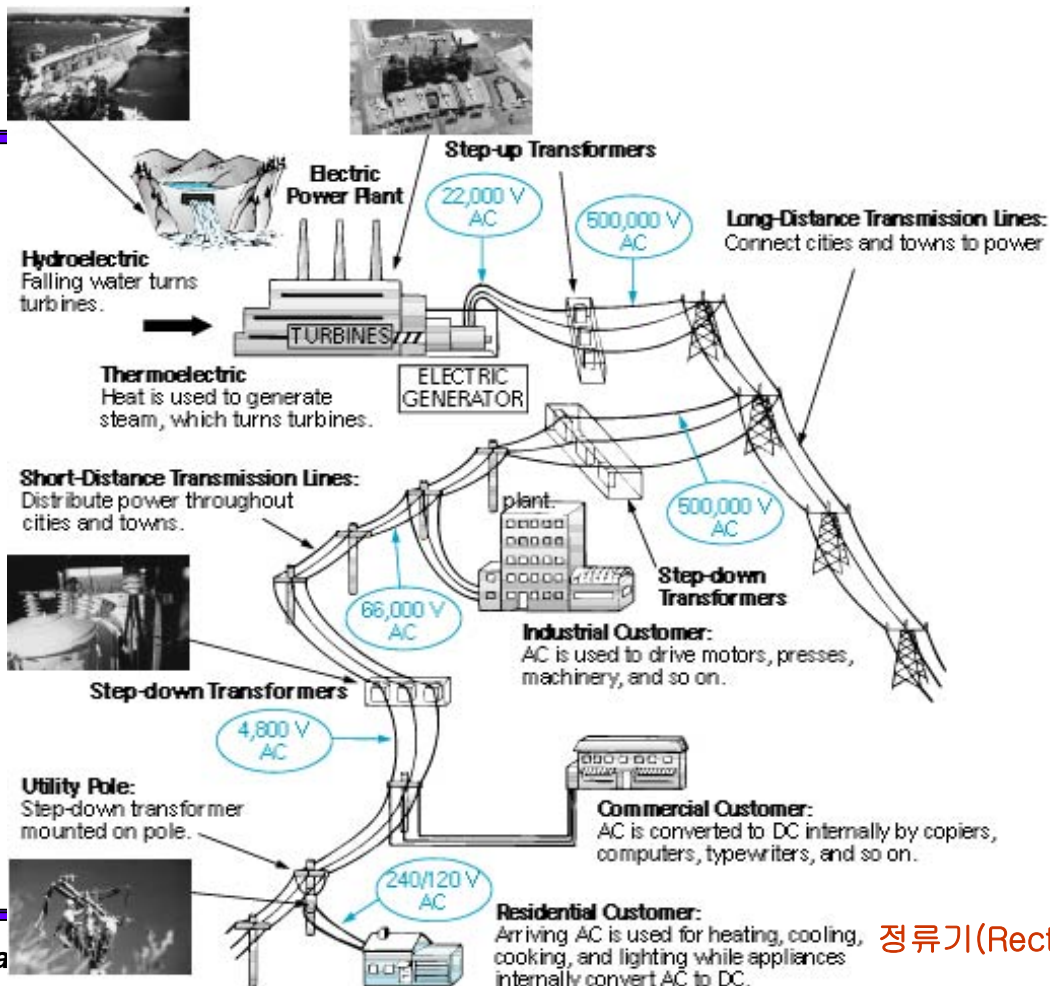 Step-up Transformers
Electric
Power Plant
22,000 V
AC
500,000 V
AC
Long-Distance Transmission Lines:
Connect cities and towns to power
Hydroelectric
Falling water turns
turbines.
TURBINES
Thermoelectric
Heat is used to generate
steam, which turns turbines.
ELECTRIC
GENERATOR
Short-Distance Transmission Lines:
Distribute power throughout
cities and towns.
plant.
500,000 V
AC
Step-down
Transformers
66,000 V
AC
Industrial Customer:
AC is used to drive motors, presses,
machinery, and so on.
Step-down Transformers
4,800 V
AC
Utility Pole:
Step-down transformer
mounted on pole.
Commercial Customer:
AC is converted to DC internally by copiers,
computers, typewriters, and so on.
240/120 V
AC
Residential Customer:
Arriving AC is used for heating, cooling,
cooking, and lighting while appliances
internally convert AC to DC.
정류기(Rect